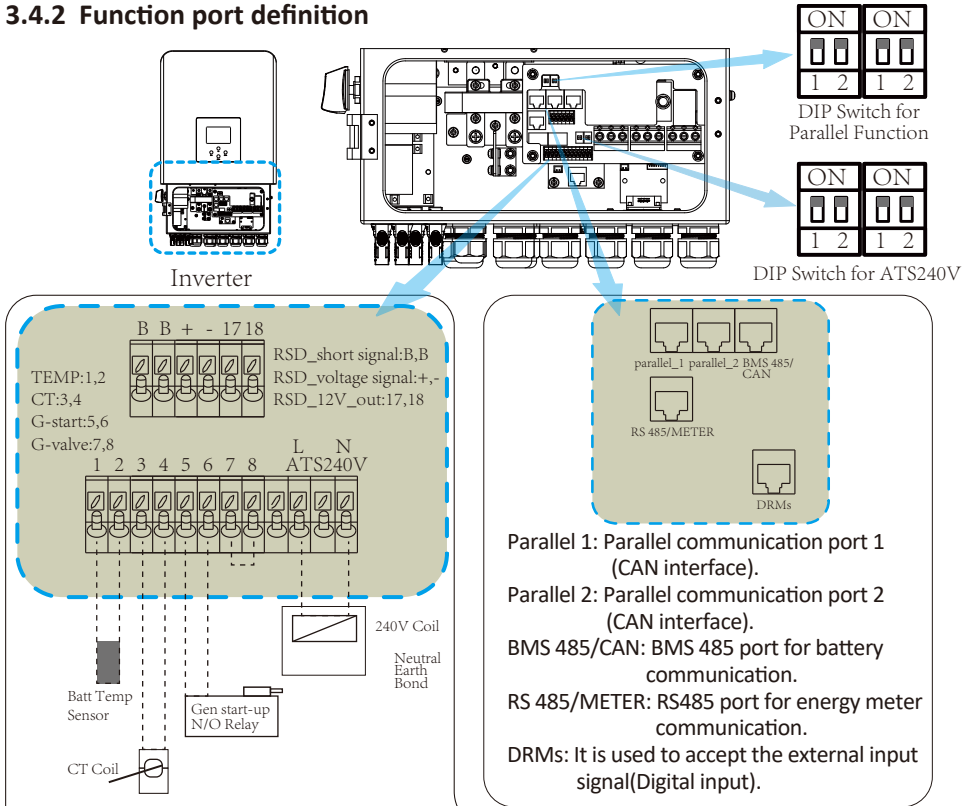 3.4.2 Function port definition
ON ON
1 2 1 2
DIP Switch for
Parallel Function
ON ON
1 2 1 2
DIP Switch for ATS240V
Inverter
B B + - 17 18
RSD_short signal:B,B
RSD_voltage signal:+,-
RSD_12V_out:17,18
TEMP:1,2
CT:3,4
G-start:5,6
G-valve:7,8
L N
1 2 3 4 5 6 7 8 ATS240V
240V Coil
Neutral
Earth
Bond
Batt Temp
Sensor
Gen start-up
N/O Relay
CT Coil
parallel_1 parallel_2 BMS 485/
CAN
RS 485/METER
DRMs
Parallel 1: Parallel communication port 1
(CAN interface).
Parallel 2: Parallel communication port 2
(CAN interface).
BMS 485/CAN: BMS 485 port for battery
communication.
RS 485/METER: RS485 port for energy meter
communication.
DRMs: It is used to accept the external input
signal(Digital input).